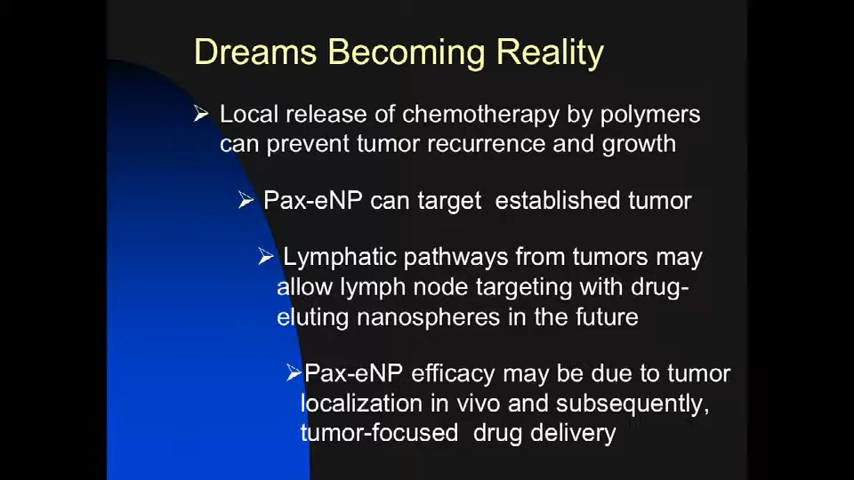 Dreams Becoming Reality
Local release of chemotherapy by polymers
can prevent tumor recurrence and growth
Pax-eNP can target established tumor
Lymphatic pathways from tumors may
allow lymph node targeting with drug-
eluting nanospheres in the future
Pax-eNP efficacy may be due to tumor
localization in vivo and subsequently,
tumor-focused drug delivery